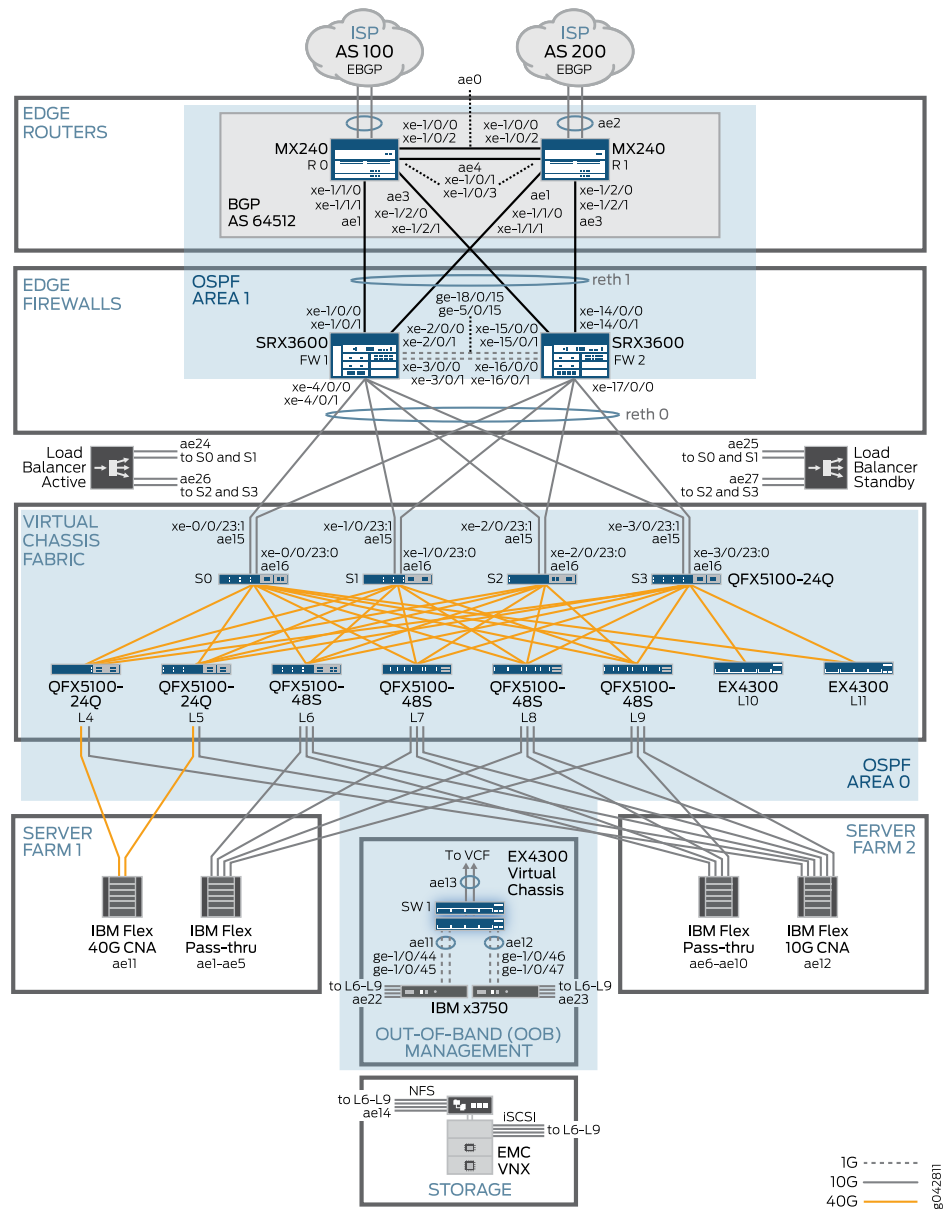 ISP
AS 100
EBGP
ISP
AS 200
EBGP
ae0
EDGE
ROUTERS
xe-1/0/0
xe-1/0/2
xe-1/0/0
xe-1/0/2
ae2
MX240
R 0
MX240
R 1
ae4
xe-1/0/1
xe-1/0/3
xe-1/1/0
xe-1/1/1
ae1
ae3
xe-1/2/0
xe-1/2/1
ae1
xe-1/1/0
xe-1/1/1
xe-1/2/0
xe-1/2/1
ae3
BGP
AS 64512
EDGE
FIREWALLS
OSPF
AREA 1
reth 1
ge-18/0/15
ge-5/0/15
xe-1/0/0
xe-1/0/1
xe-2/0/0
xe-2/0/1
xe-15/0/0
xe-15/0/1
xe-14/0/0
xe-14/0/1
SRX3600
FW 1
SRX3600
FW 2
xe-3/0/0
xe-3/0/1
xe-16/0/0
xe-16/0/1
xe-4/0/0
xe-4/0/1
xe-17/0/0
reth 0
Load
Balancer
Active
ae24
to S0 and S1
ae26
to S2 and S3
ae25
to S0 and S1
ae27
to S2 and S3
Load
Balancer
Standby
VIRTUAL
CHASSIS
FABRIC
xe-0/0/23:1
ae15
xe-1/0/23:1
ae15
xe-2/0/23:1
ae15
xe-3/0/23:1
ae15
xe-0/0/23:0
ae16
xe-1/0/23:0
ae16
xe-2/0/23:0
ae16
xe-3/0/23:0
ae16
S0
S1
S2
S3
QFX5100-24Q
QFX5100-
24Q
L4
QFX5100-
24Q
L5
QFX5100-
48S
L6
QFX5100-
48S
L7
QFX5100-
48S
L8
QFX5100-
48S
L9
EX4300
L10
EX4300
L11
OSPF
AREA 0
SERVER
FARM 1
IBM Flex
40G CNA
ae11
IBM Flex
Pass-thru
ae1-ae5
To VCF
ae13
EX4300
Virtual
Chassis
SW 1
ae11
ge-1/0/44
ge-1/0/45
ae12
ge-1/0/46
ge-1/0/47
to L6-L9
ae22
to L6-L9
ae23
IBM x3750
OUT-OF-BAND (OOB)
MANAGEMENT
SERVER
FARM 2
IBM Flex
Pass-thru
ae6-ae10
IBM Flex
10G CNA
ae12
NFS
to L6-L9
ae14
iSCSI
to L6-L9
EMC
VNX
STORAGE
1G
10G
40G
g042811